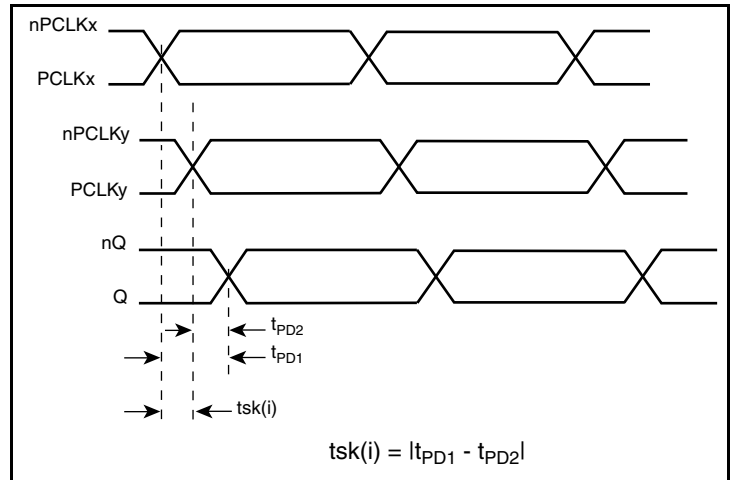 nPCLKx
PCLKx
nPCLKy
PCLKy
nQ
Q
tPD2
tPD1
tsk(i)
tsk(i) = |tPD1 - tPD2|